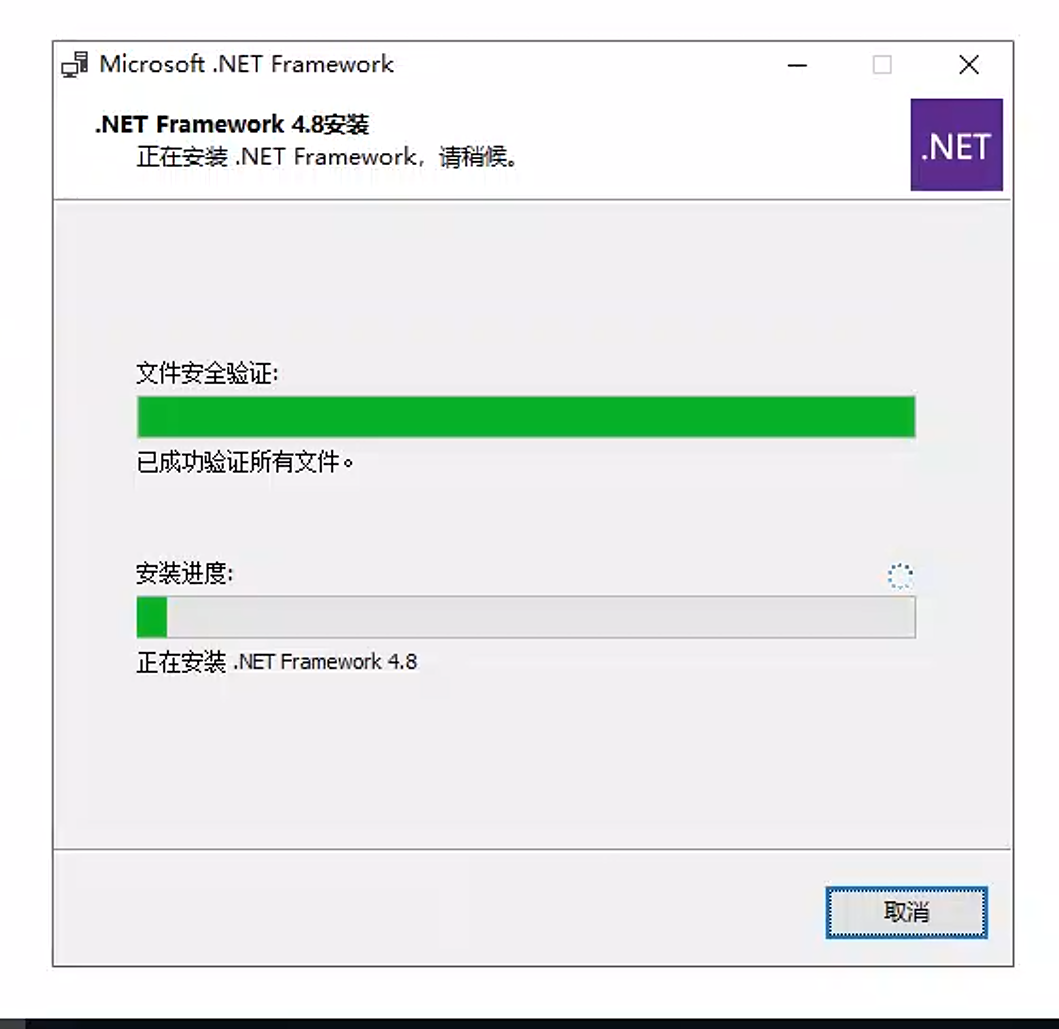 Microsoft .NET Framework
.NET Framework 4.8安装
正在安装 .NET Framework，请稍候。
.NET
文件安全验证:
已成功验证所有文件。
安装进度:
正在安装 .NET Framework 4.8
取消